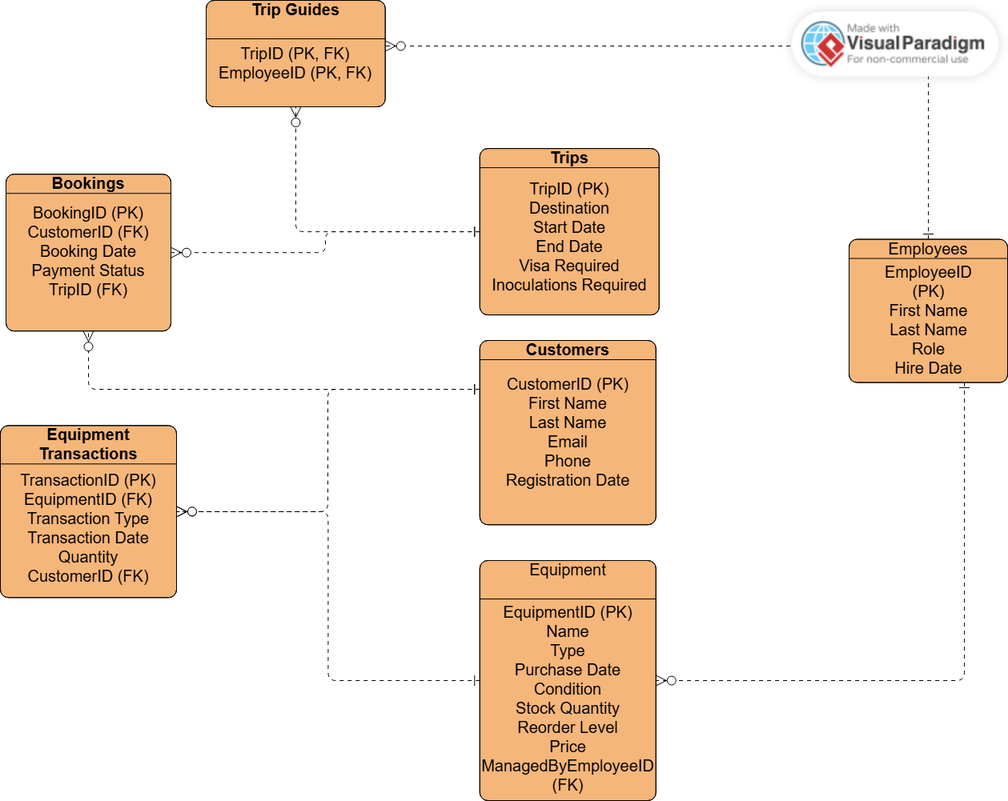 Trip Guides
TripID (PK, FK)
EmployeeID (PK, FK)
Made with
Visual Paradigm
For non-commercial use
Trips
TripID (PK)
Destination
Start Date
End Date
Visa Required
Inoculations Required
Bookings
BookingID (PK)
CustomerID (FK)
Booking Date
Payment Status
TripID (FK)
Employees
EmployeeID
(PK)
First Name
Last Name
Role
Hire Date
Customers
CustomerID (PK)
First Name
Last Name
Email
Phone
Registration Date
Equipment
Transactions
TransactionID (PK)
EquipmentID (FK)
Transaction Type
Transaction Date
Quantity
CustomerID (FK)
Equipment
EquipmentID (PK)
Name
Type
Purchase Date
Condition
Stock Quantity
Reorder Level
Price
ManagedByEmployeeID
(FK)